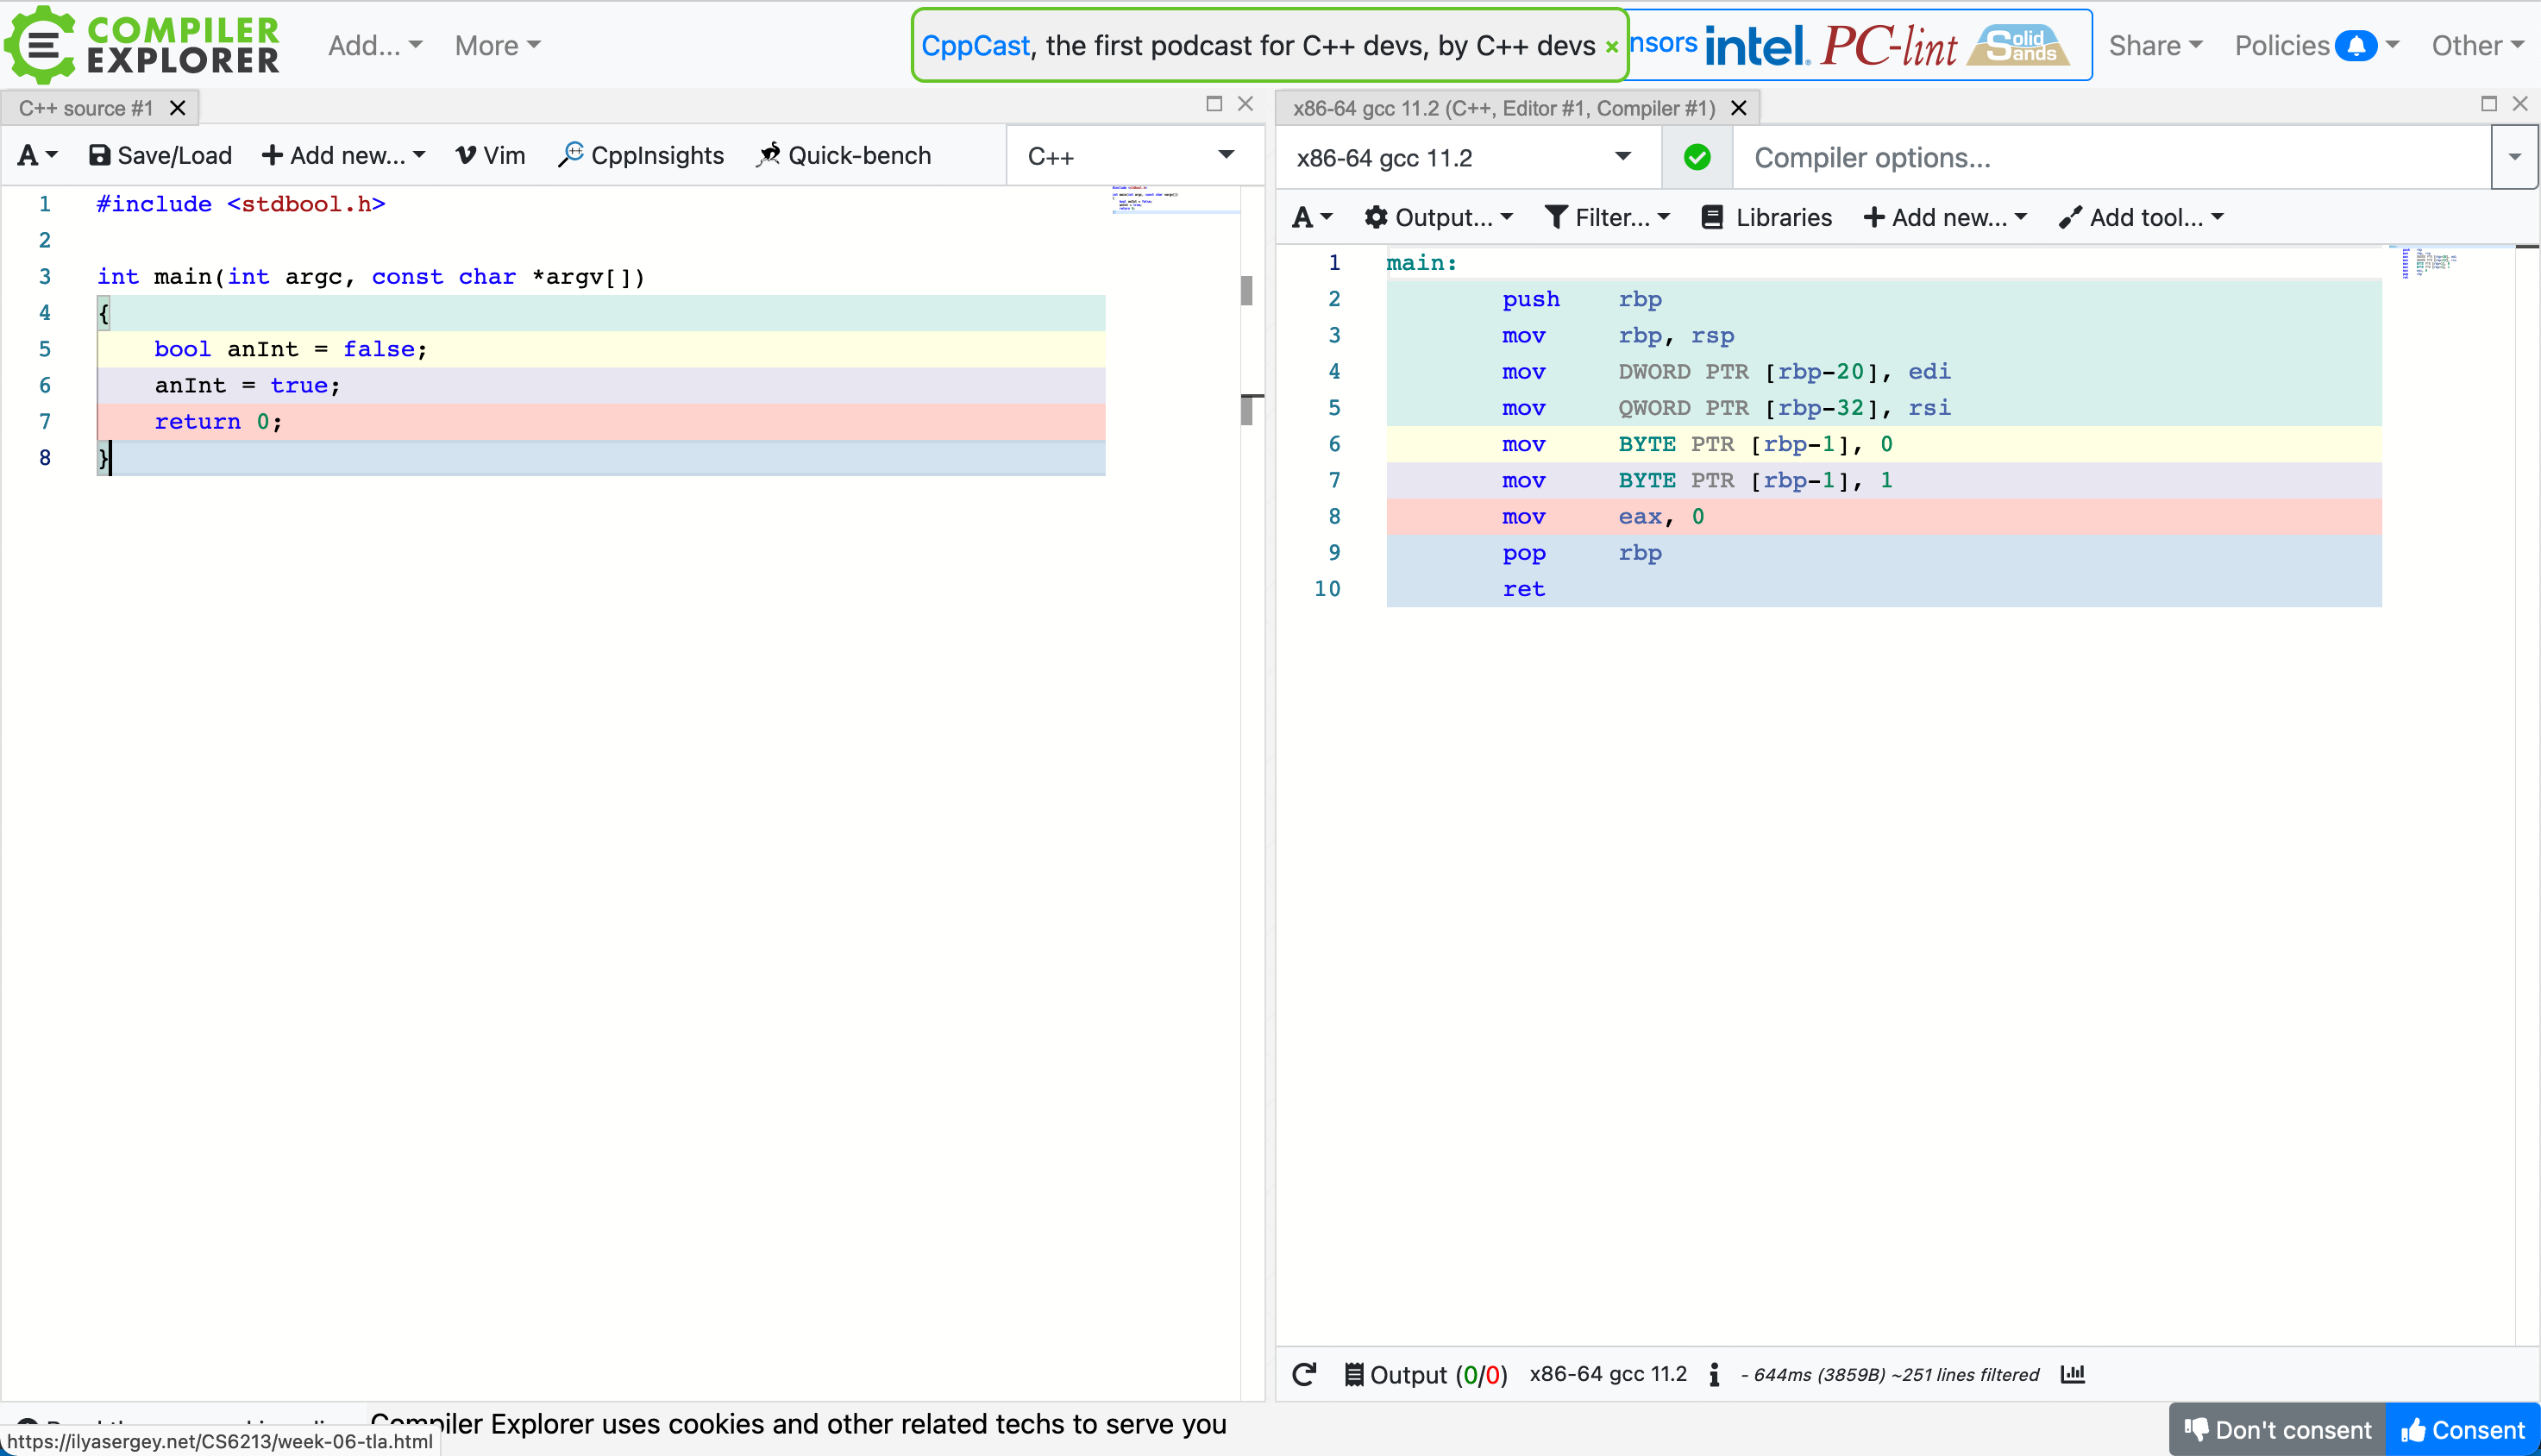 COMPILER EXPLORER Add... More CppCast, the first podcast for C++ devs, by C++ devs × nsors intel. PC-lint Solid Sands Share Policies Other
C++ source #1
A Save/Load + Add new... Vim CppInsights Quick-bench C++
1 #include <stdbool.h>
2
3 int main(int argc, const char *argv[])
4 {
5 bool anInt = false;
6 anInt = true;
7 return 0;
8 }
x86-64 gcc 11.2 (C++, Editor #1, Compiler #1)
x86-64 gcc 11.2 Compiler options...
A Output... Filter... Libraries + Add new... Add tool...
1 main:
2 push rbp
3 mov rbp, rsp
4 mov DWORD PTR [rbp-20], edi
5 mov QWORD PTR [rbp-32], rsi
6 mov BYTE PTR [rbp-1], 0
7 mov BYTE PTR [rbp-1], 1
8 mov eax, 0
9 pop rbp
10 ret
Output (0/0) x86-64 gcc 11.2 i - 644ms (3859B) ~251 lines filtered
Compiler Explorer uses cookies and other related techs to serve you
https://ilyasergey.net/CS6213/week-06-tla.html
Don't consent Consent